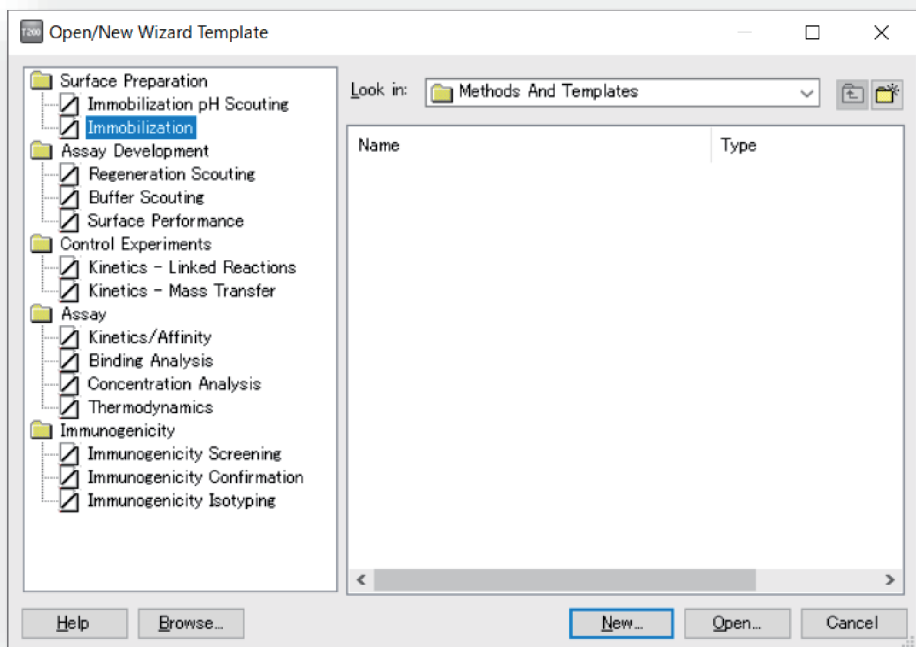 T200 Open/New Wizard Template
Surface Preparation
Immobilization pH Scouting
Immobilization
Assay Development
Regeneration Scouting
Buffer Scouting
Surface Performance
Control Experiments
Kinetics - Linked Reactions
Kinetics - Mass Transfer
Assay
Kinetics/Affinity
Binding Analysis
Concentration Analysis
Thermodynamics
Immunogenicity
Immunogenicity Screening
Immunogenicity Confirmation
Immunogenicity Isotyping
Look in: Methods And Templates
Name Type
Help Browse... New... Open... Cancel